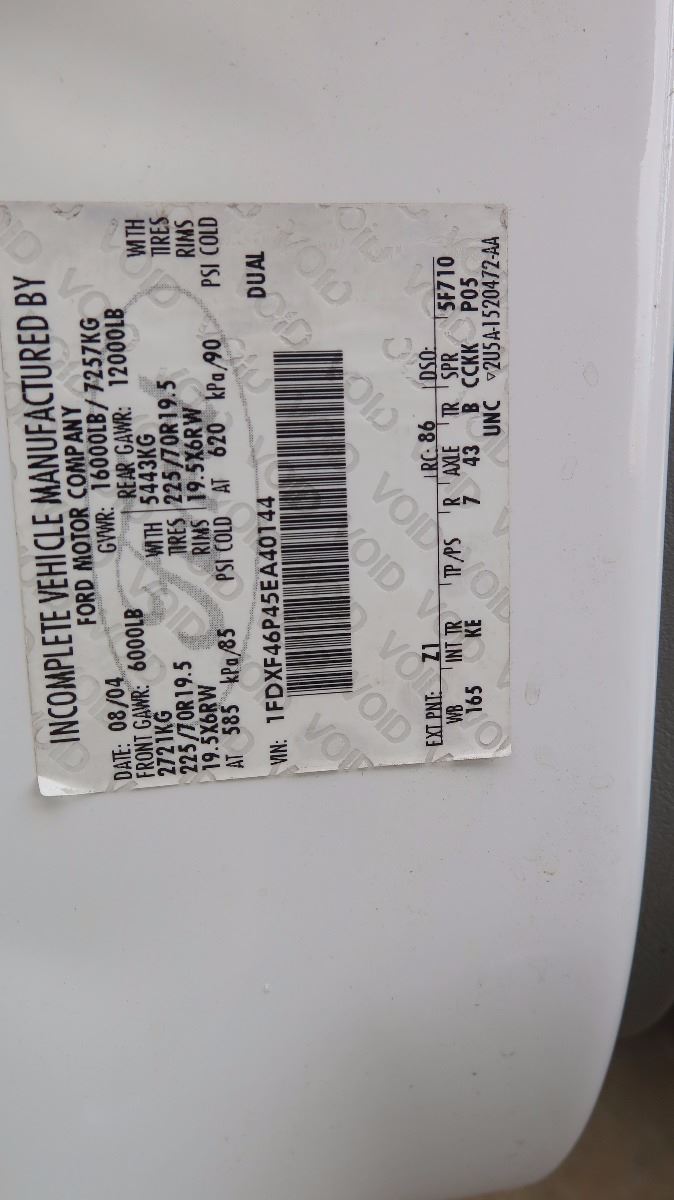 INCOMPLETE VEHICLE MANUFACTURED BY
FORD MOTOR COMPANY
DATE: 08/04 GVWR: 16000LB/ 7257KG
FRONT GAWR: 6000LB REAR GAWR: 12000LB
2721KG WITH 5443KG WITH
225/70R19.5 TIRES 225/70R19.5 TIRES
19.5X6RW RIMS 19.5X6RW RIMS
AT 585 kPa/85 PSI COLD AT 620 kPa/90 PSI COLD
VIN: 1FDXF46P45EA40144 DUAL
EXT PNT: Z1 RC: 86 DSO:
WB INT TR TP/PS R AXLE TR SPR 5F710
165 KE 7 43 B CCKK P05
UNC ▽2U5A-1520472-AA
VOID